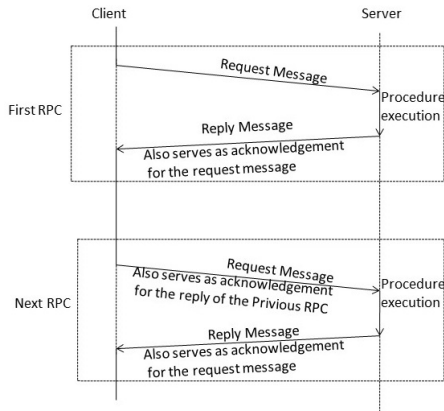 Client
Server
Request Message
First RPC
Procedure
execution
Reply Message
Also serves as acknowledgement
for the request message
Request Message
Also serves as acknowledgement
for the reply of the Privious RPC
Next RPC
Procedure
execution
Reply Message
Also serves as acknowledgement
for the request message